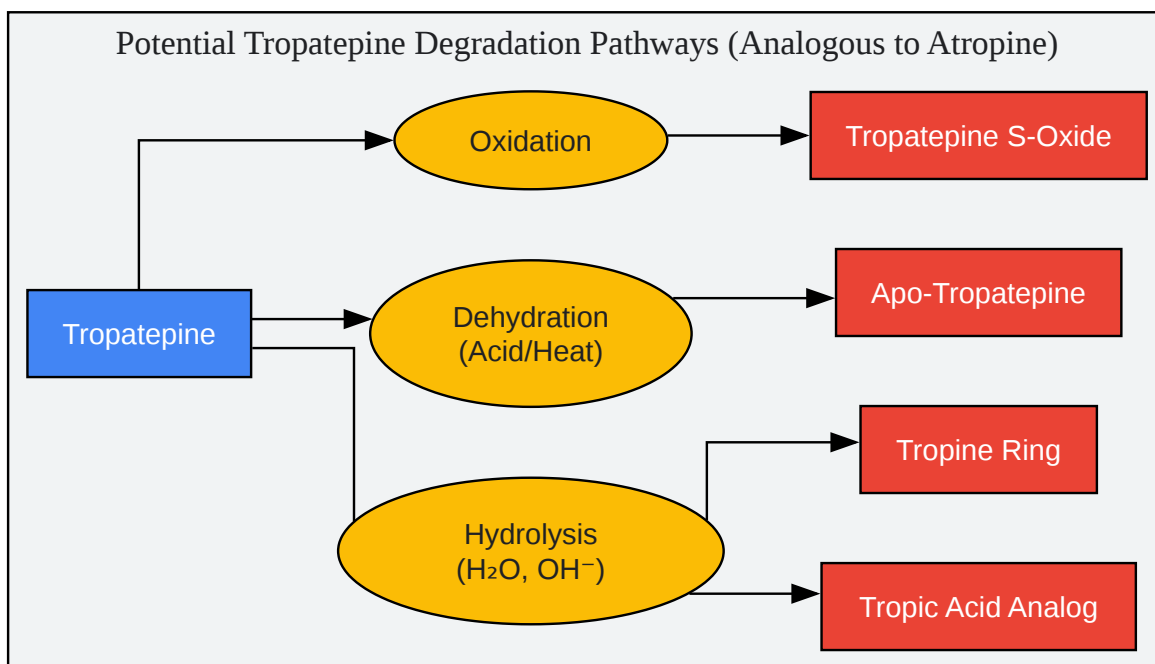 Potential Tropatepine Degradation Pathways (Analogous to Atropine)
Oxidation
Tropatepine S-Oxide
Tropatepine
Dehydration
(Acid/Heat)
Apo-Tropatepine
Hydrolysis
(H₂O, OH⁻)
Tropine Ring
Tropic Acid Analog